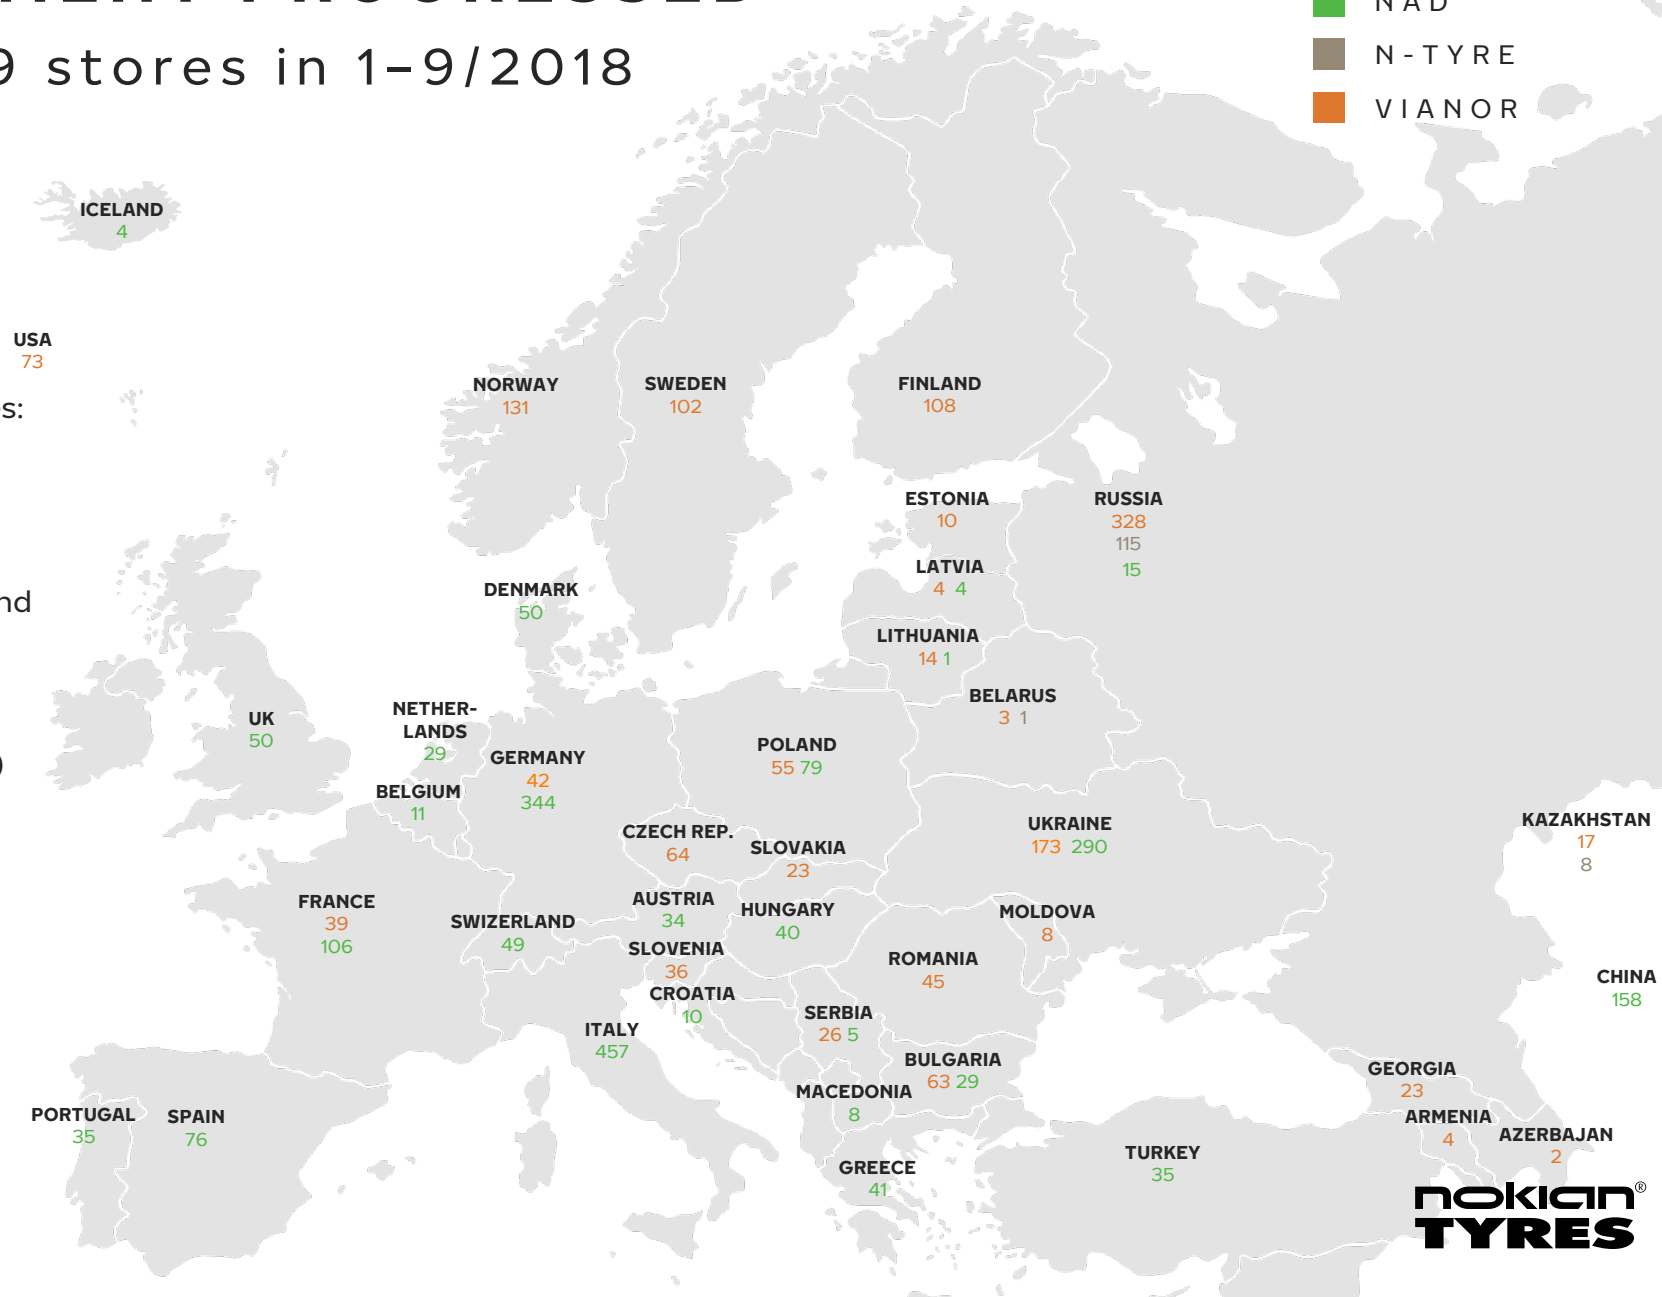 9 stores in 1–9/2018
NAD
N-TYRE
VIANOR
ICELAND
4
USA
73
s:
nd
)
NORWAY
131
SWEDEN
102
FINLAND
108
ESTONIA
10
RUSSIA
328
115
15
LATVIA
4 4
DENMARK
50
LITHUANIA
14 1
BELARUS
3 1
UK
50
NETHER-
LANDS
29
GERMANY
42
344
POLAND
55 79
BELGIUM
11
CZECH REP.
64
SLOVAKIA
23
UKRAINE
173 290
KAZAKHSTAN
17
8
FRANCE
39
106
SWIZERLAND
49
AUSTRIA
34
HUNGARY
40
MOLDOVA
8
SLOVENIA
36
ROMANIA
45
CHINA
158
CROATIA
10
SERBIA
26 5
ITALY
457
BULGARIA
63 29
MACEDONIA
8
GEORGIA
23
PORTUGAL
35
SPAIN
76
ARMENIA
4
AZERBAJAN
2
TURKEY
35
GREECE
41
nokian®
TYRES